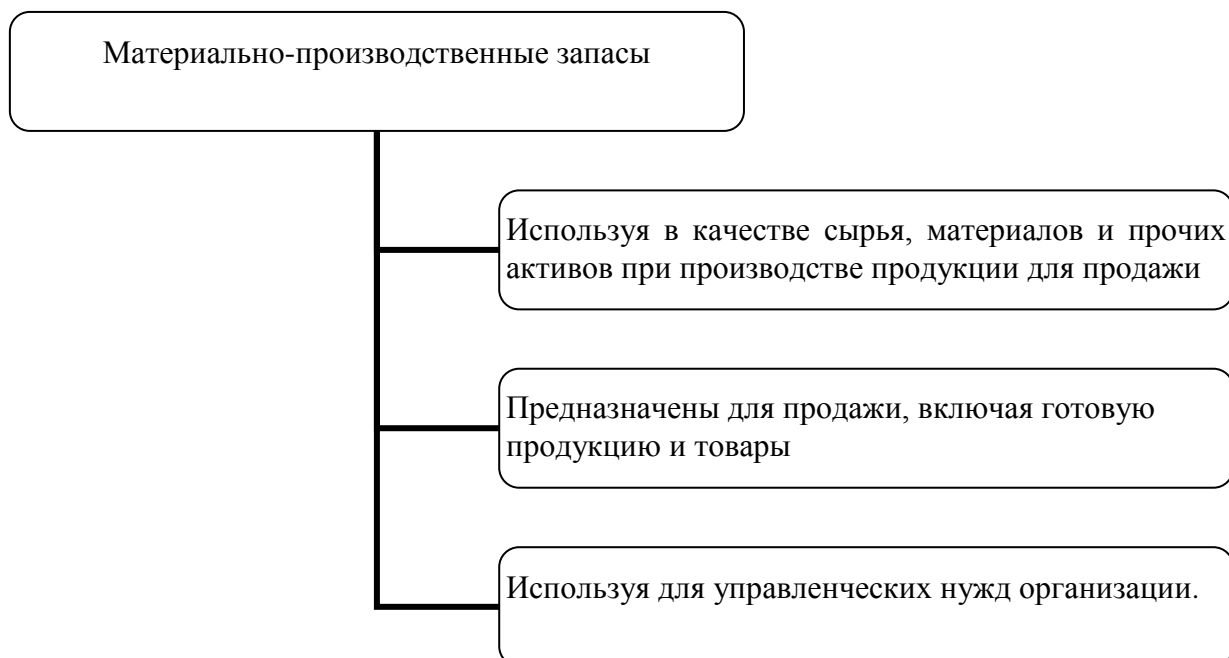 Материально-производственные запасы
Используя в качестве сырья, материалов и прочих
активов при производстве продукции для продажи
Предназначены для продажи, включая готовую
продукцию и товары
Используя для управленческих нужд организации.